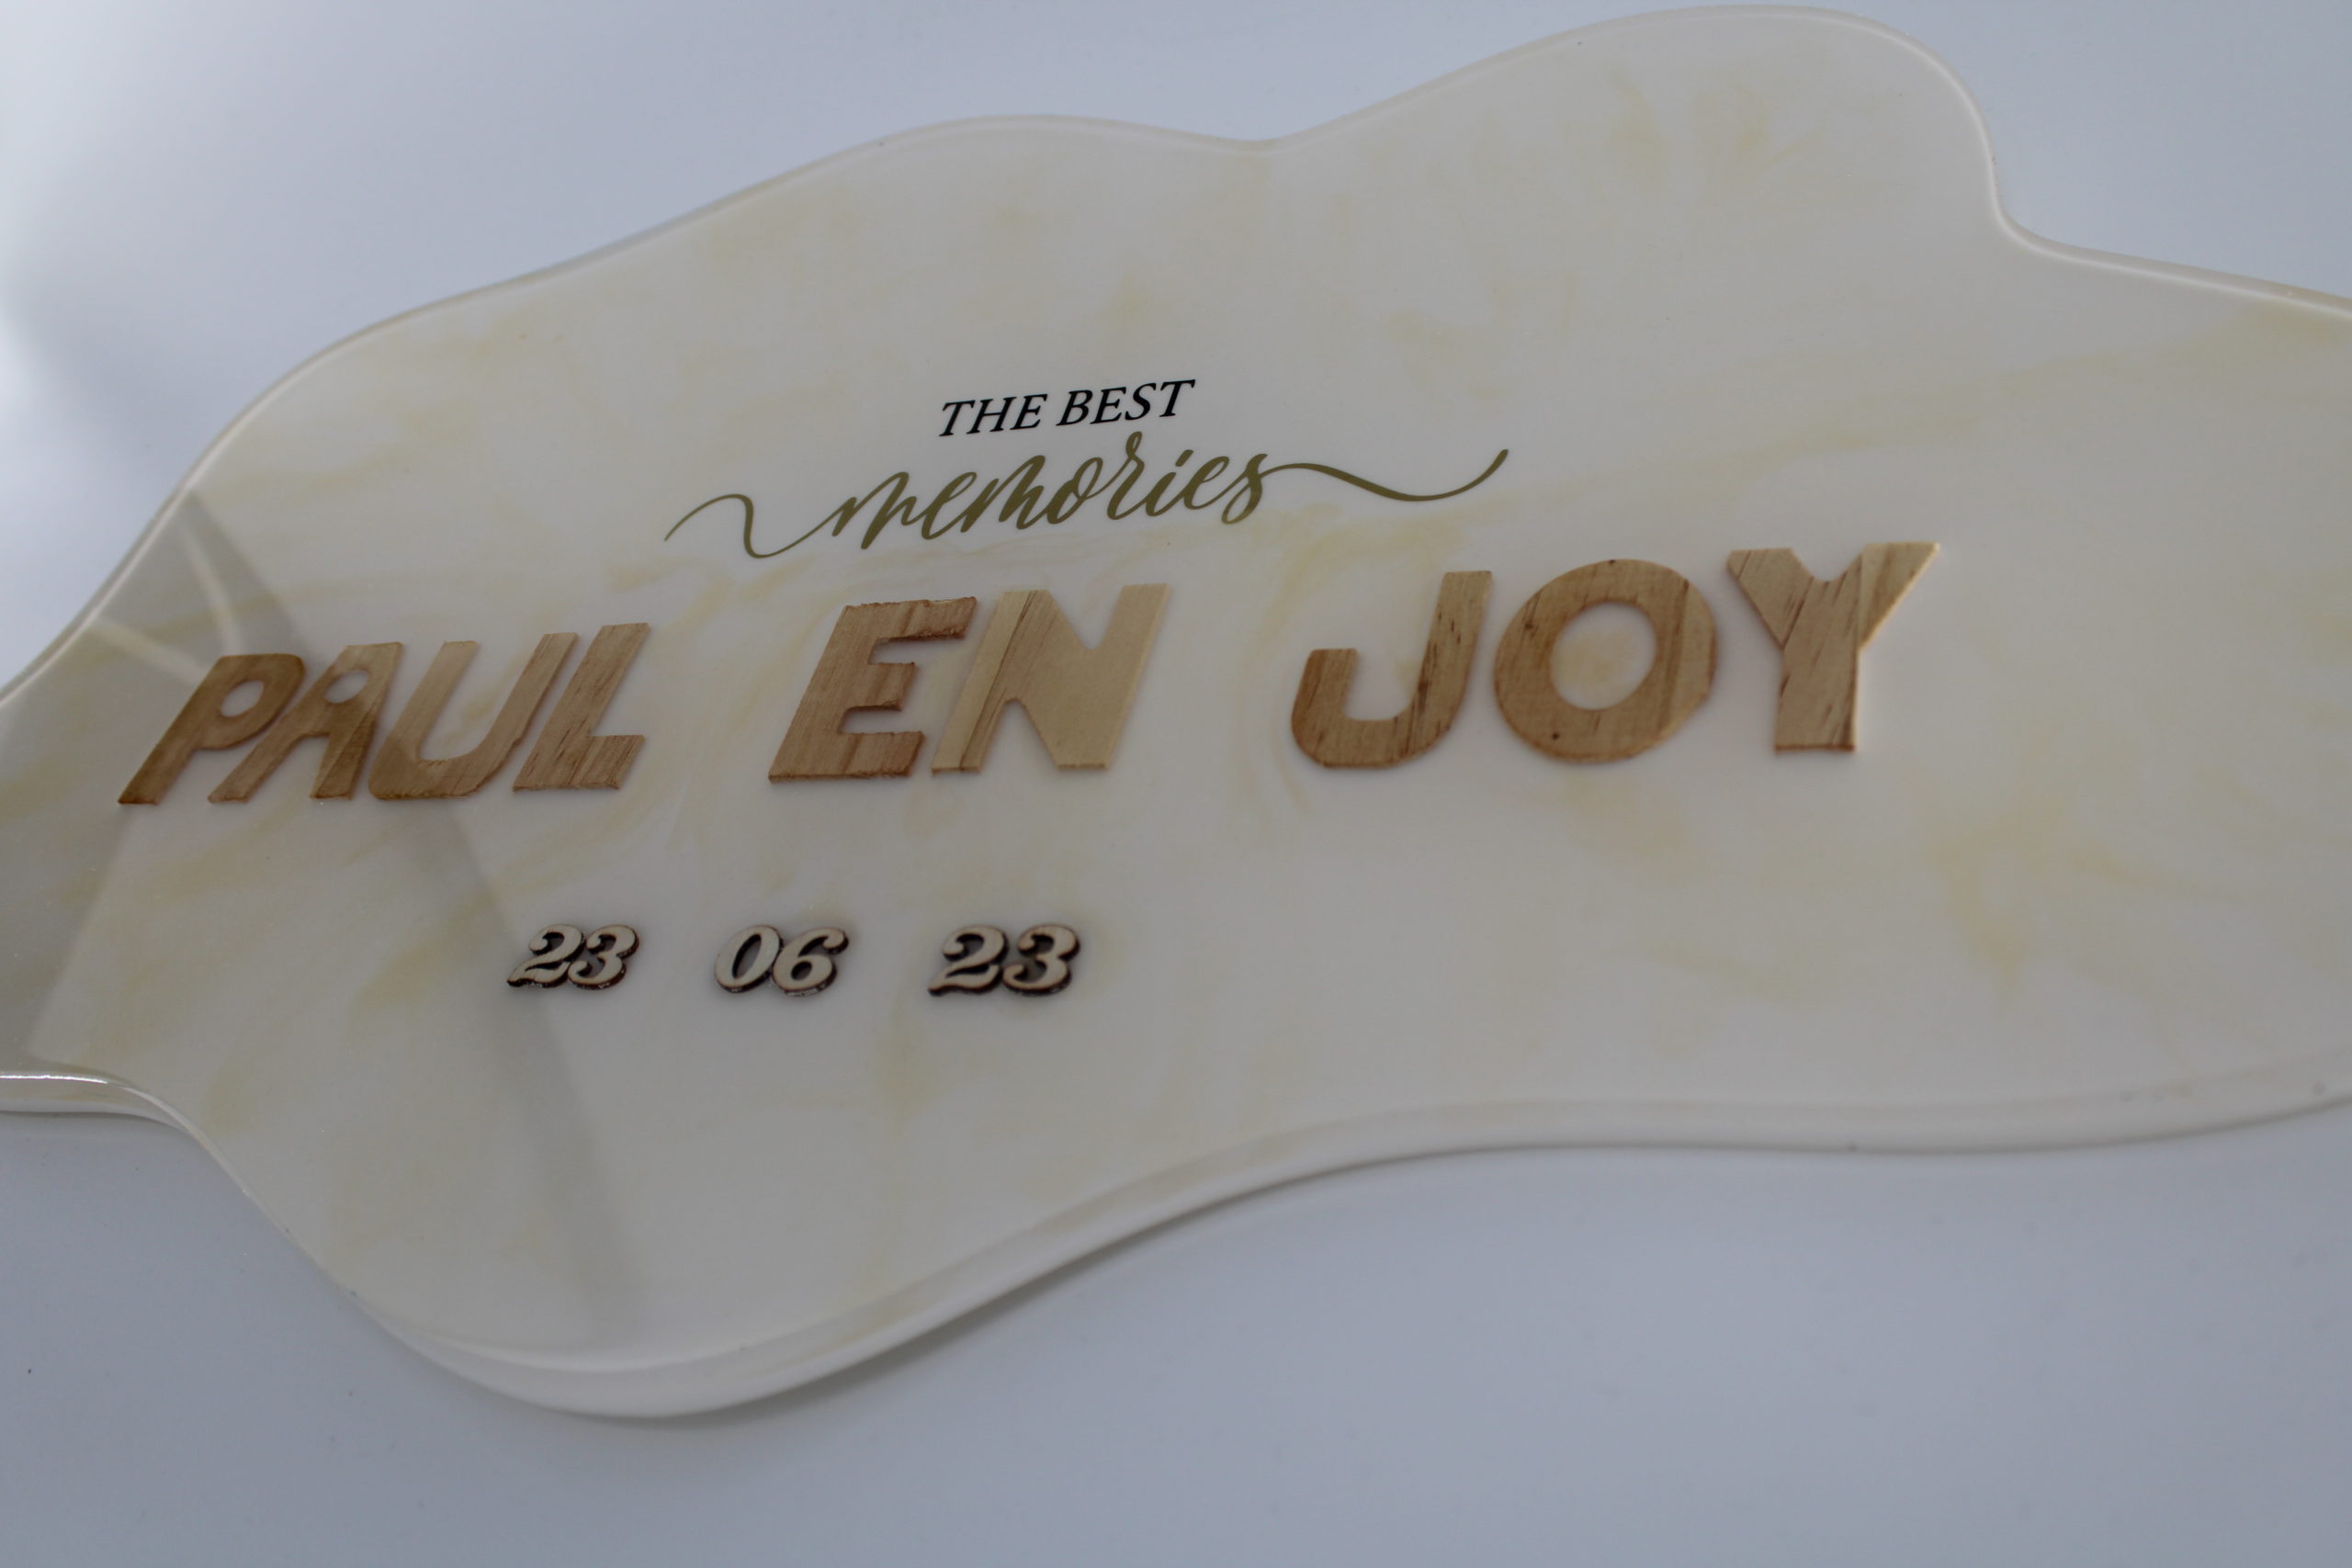 THE BEST
memories
PAUL EN JOY
23 06 23